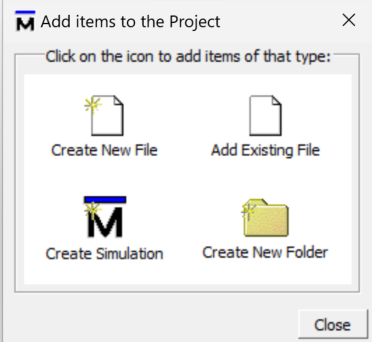 M Add items to the Project
Click on the icon to add items of that type:
Create New File
Add Existing File
M
Create Simulation
Create New Folder
Close